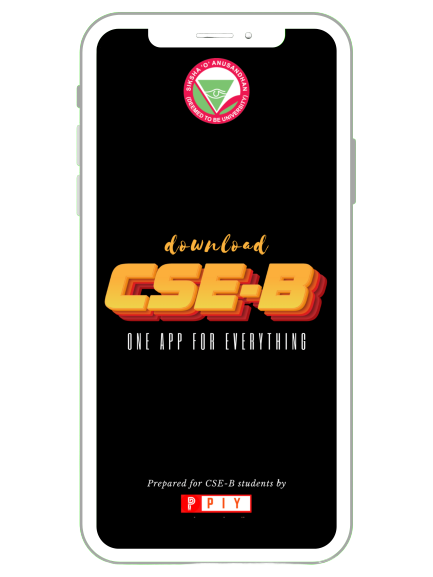 SIKSHA 'O' ANUSANDHAN
(DEEMED TO BE UNIVERSITY)
download
CSE-B
ONE APP FOR EVERYTHING
Prepared for CSE-B students by
P PIY